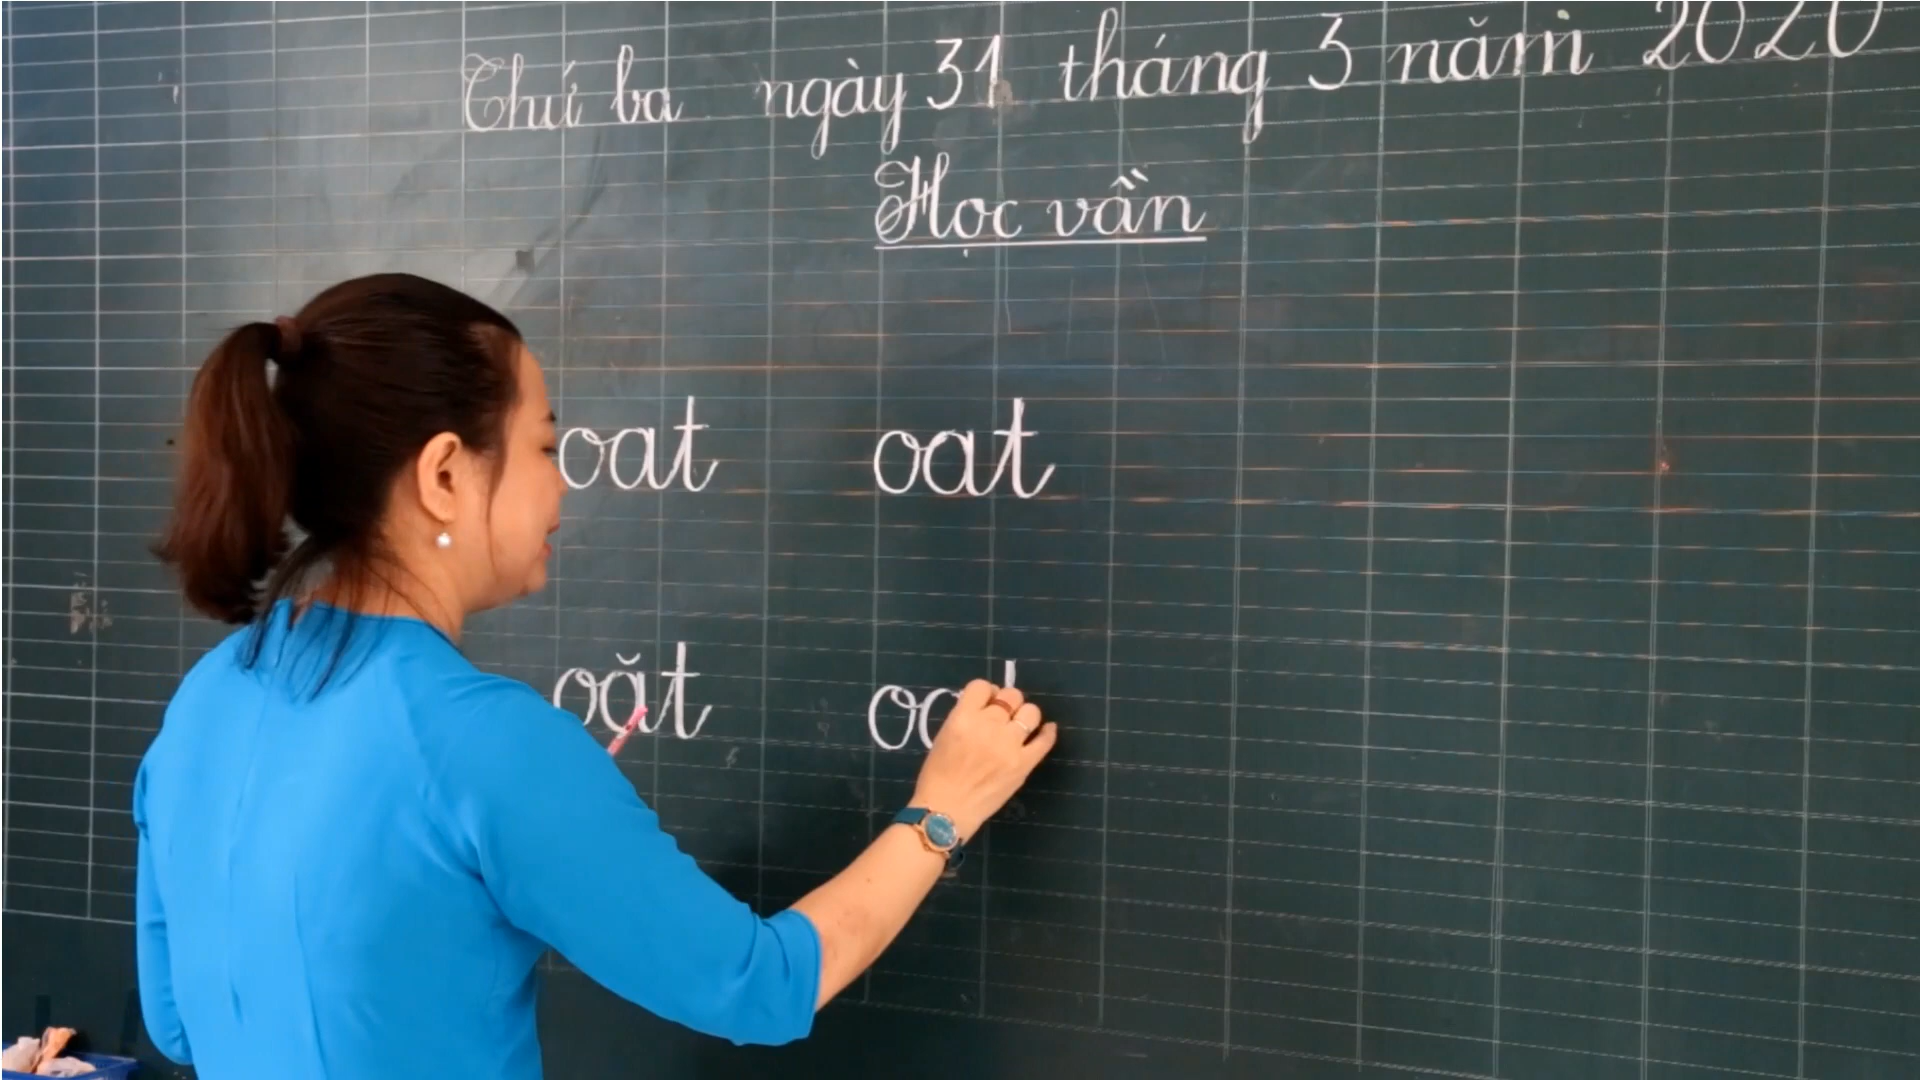 Thứ ba ngày 31 tháng 3 năm 2020
Học vần
oat oat
oăt